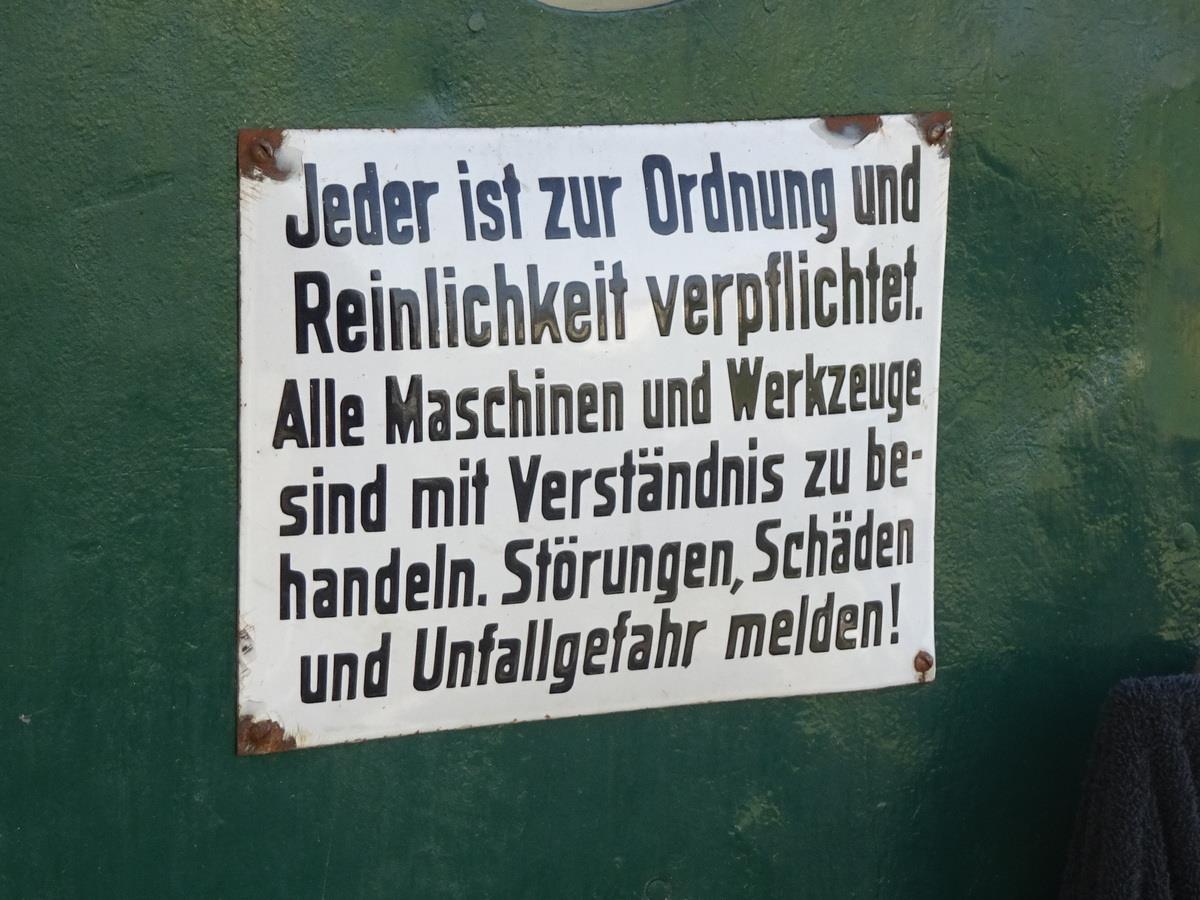 Jeder ist zur Ordnung und
Reinlichkeit verpflichtet.
Alle Maschinen und Werkzeuge
sind mit Verständnis zu be-
handeln. Störungen, Schäden
und Unfallgefahr melden!